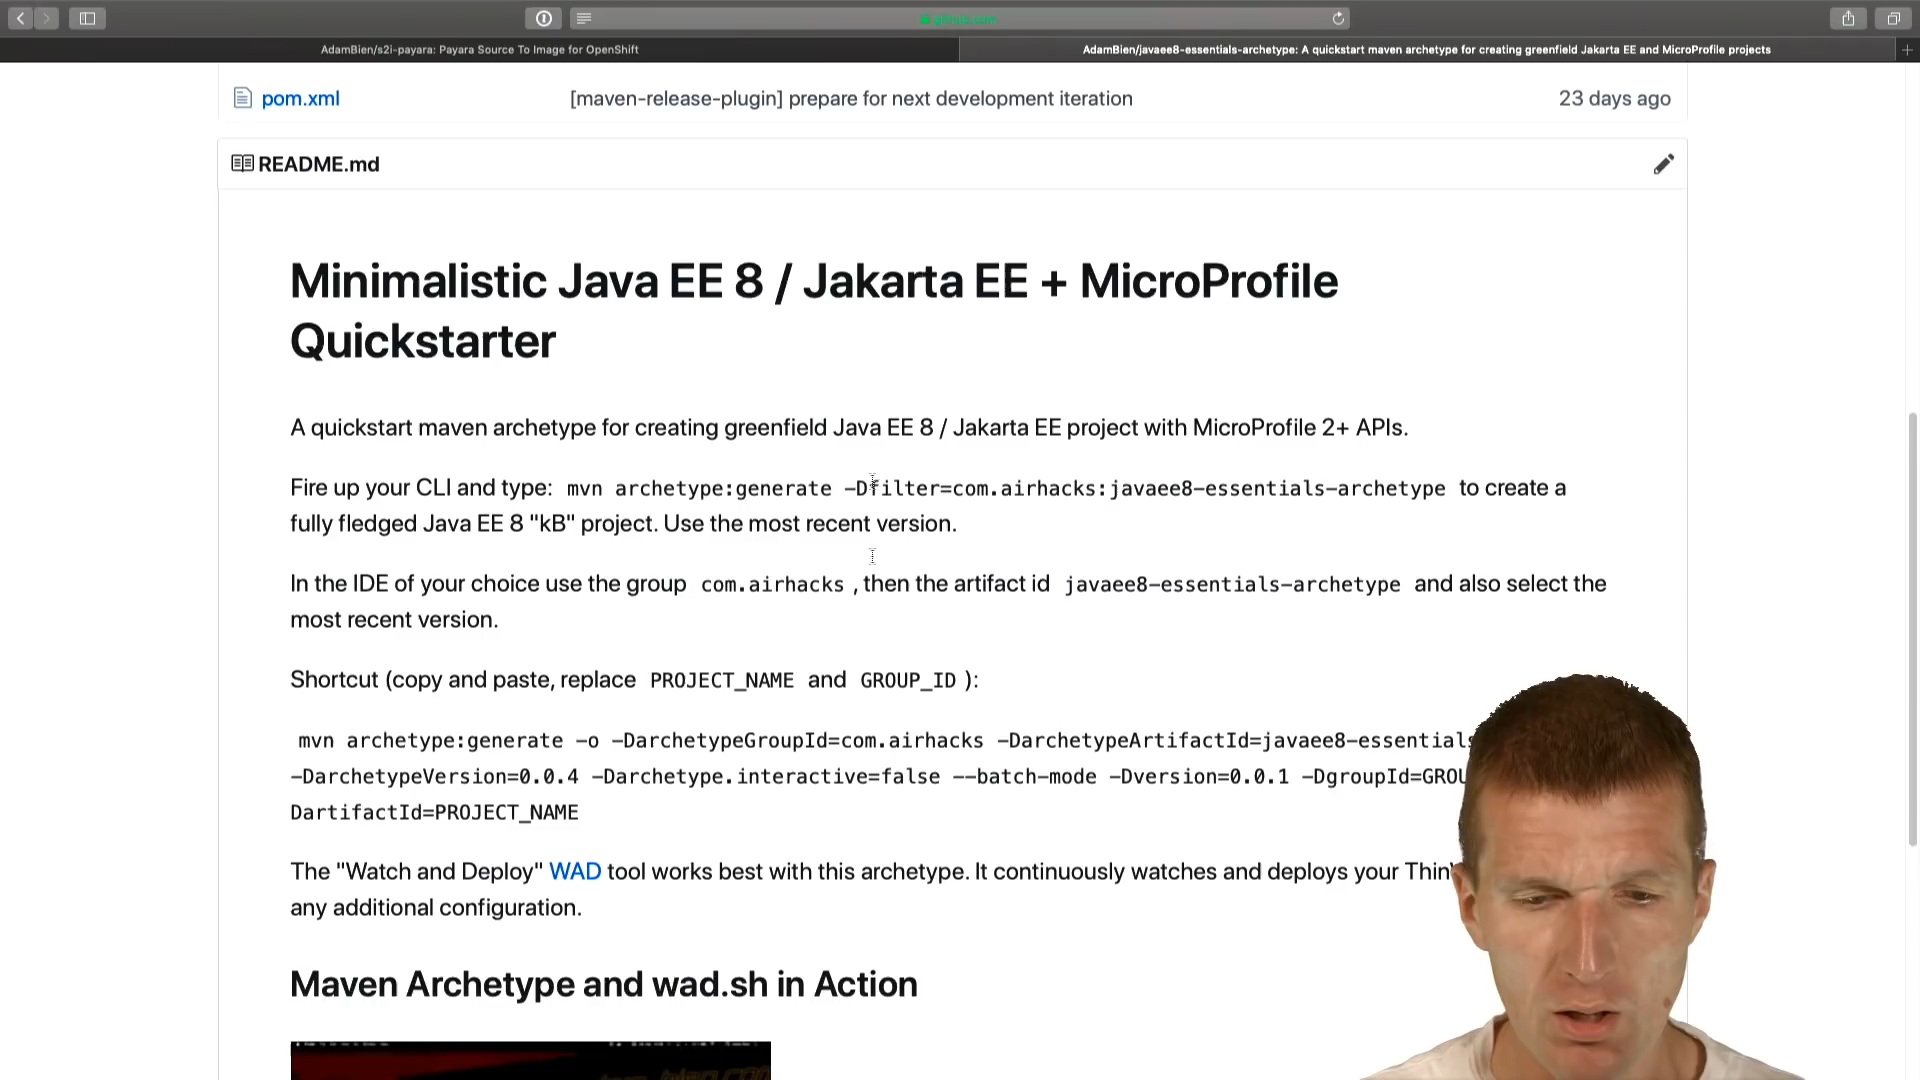 github.com
AdamBien/s2i-payara: Payara Source To Image for OpenShift
AdamBien/javaee8-essentials-archetype: A quickstart maven archetype for creating greenfield Jakarta EE and MicroProfile projects
pom.xml [maven-release-plugin] prepare for next development iteration 23 days ago
README.md
Minimalistic Java EE 8 / Jakarta EE + MicroProfile
Quickstarter
A quickstart maven archetype for creating greenfield Java EE 8 / Jakarta EE project with MicroProfile 2+ APIs.
Fire up your CLI and type: mvn archetype:generate -Dfilter=com.airhacks:javaee8-essentials-archetype to create a
fully fledged Java EE 8 "kB" project. Use the most recent version.
In the IDE of your choice use the group com.airhacks , then the artifact id javaee8-essentials-archetype and also select the
most recent version.
Shortcut (copy and paste, replace PROJECT_NAME and GROUP_ID ):
mvn archetype:generate -o -DarchetypeGroupId=com.airhacks -DarchetypeArtifactId=javaee8-essentials
-DarchetypeVersion=0.0.4 -Darchetype.interactive=false --batch-mode -Dversion=0.0.1 -DgroupId=GROU
DartifactId=PROJECT_NAME
The "Watch and Deploy" WAD tool works best with this archetype. It continuously watches and deploys your Thin
any additional configuration.
Maven Archetype and wad.sh in Action